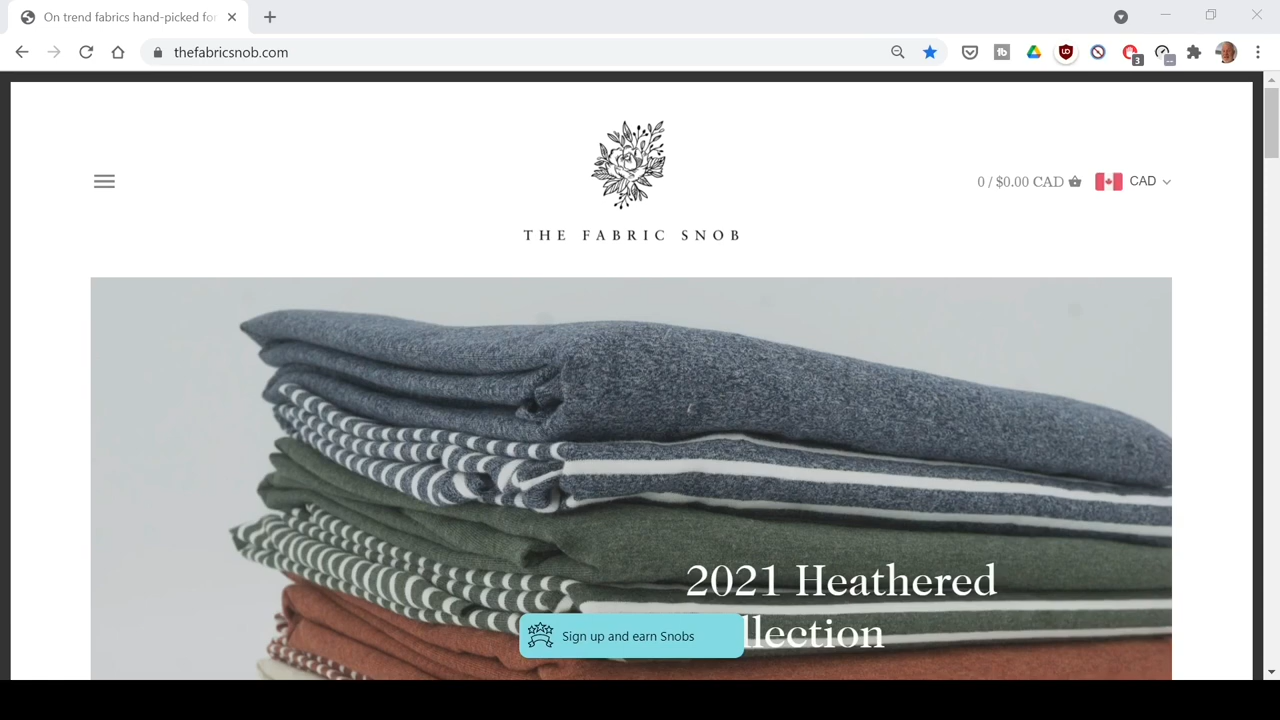 On trend fabrics hand-picked for
thefabricsnob.com
3
0 / $0.00 CAD
CAD
THE FABRIC SNOB
2021 Heathered
llection
Sign up and earn Snobs